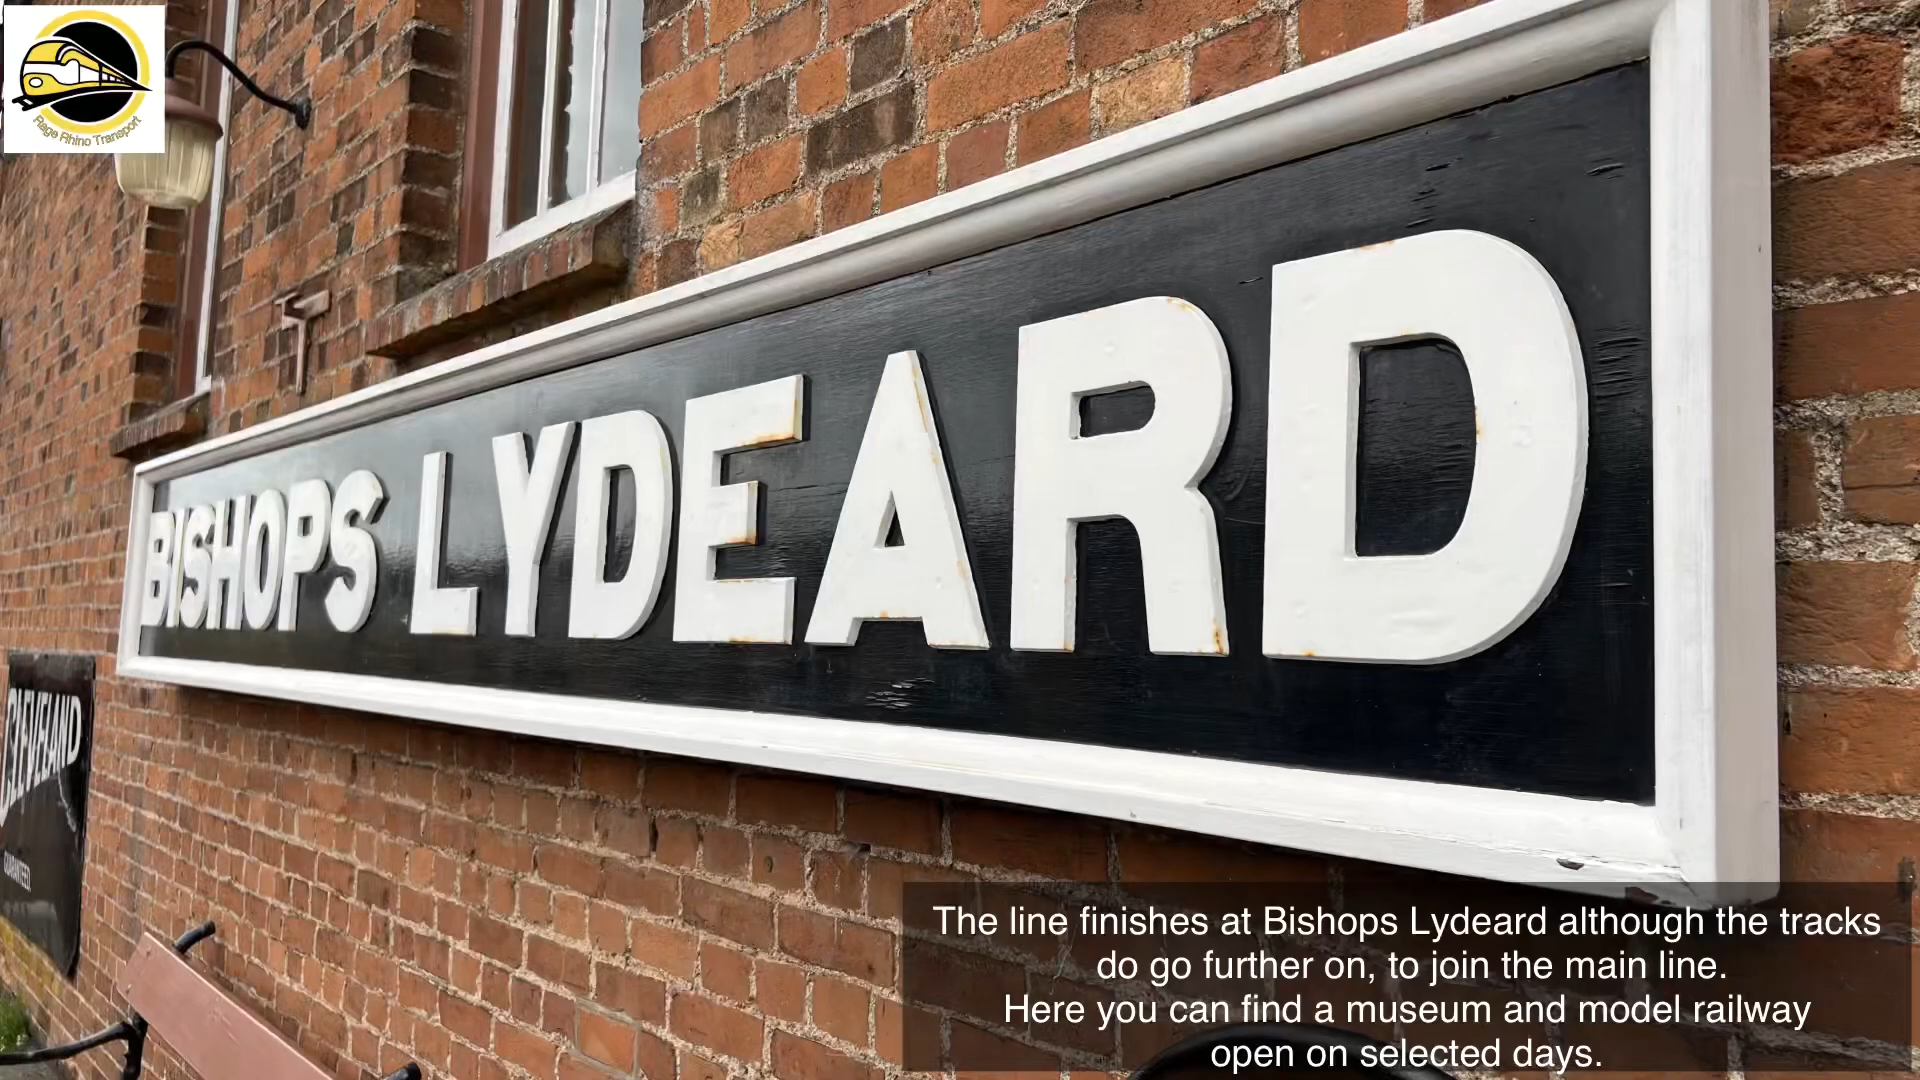 Rage Rhino Transport
BISHOPS LYDEARD
CLEVELAND
GUARANTEED
The line finishes at Bishops Lydeard although the tracks
do go further on, to join the main line.
Here you can find a museum and model railway
open on selected days.